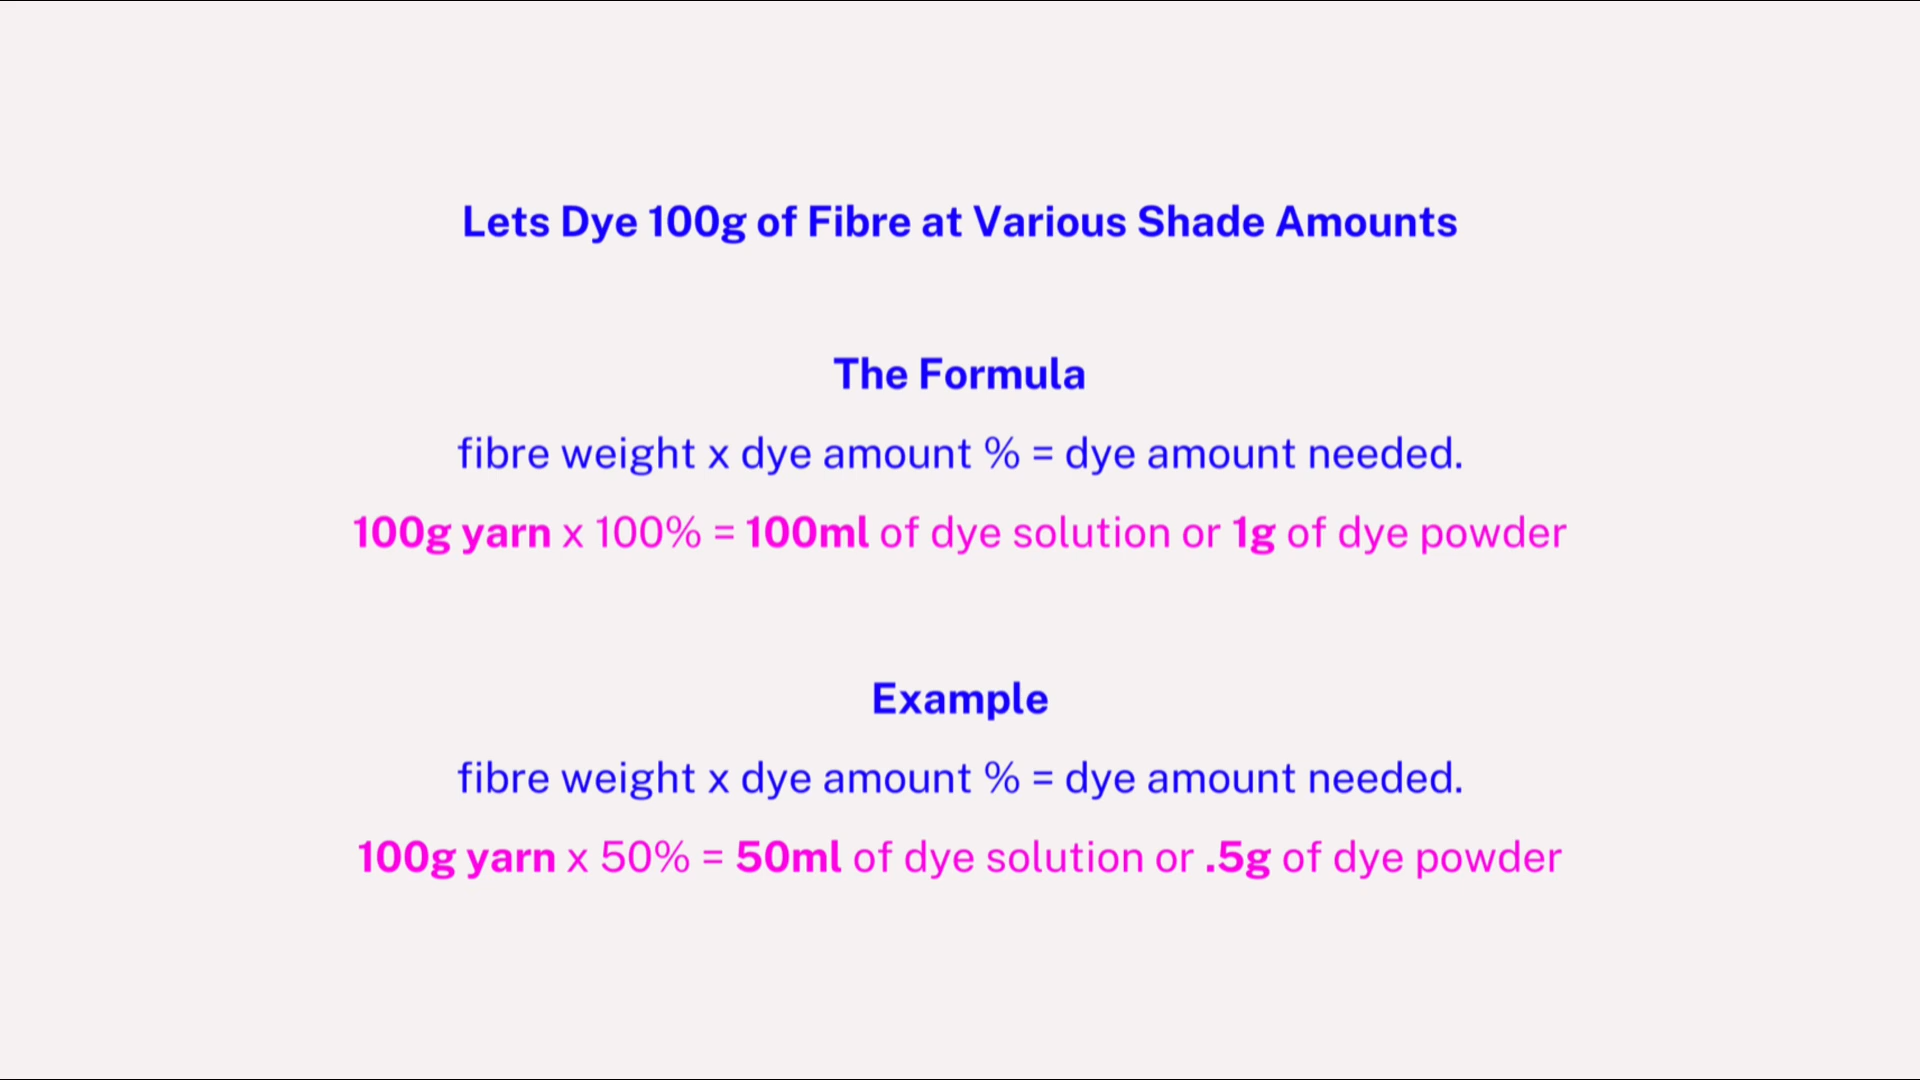 Lets Dye 100g of Fibre at Various Shade Amounts
The Formula
fibre weight x dye amount % = dye amount needed.
100g yarn x 100% = 100ml of dye solution or 1g of dye powder
Example
fibre weight x dye amount % = dye amount needed.
100g yarn x 50% = 50ml of dye solution or .5g of dye powder